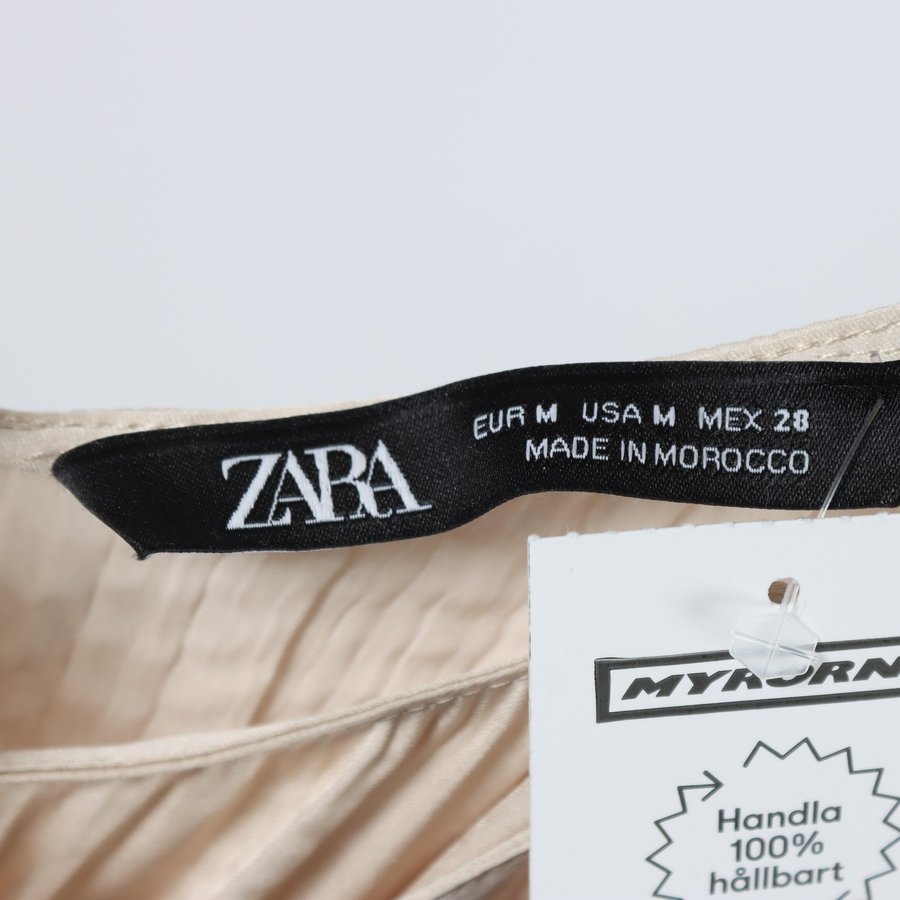 ZARA
EUR M USA M MEX 28
MADE IN MOROCCO
Handla
100%
hållbart